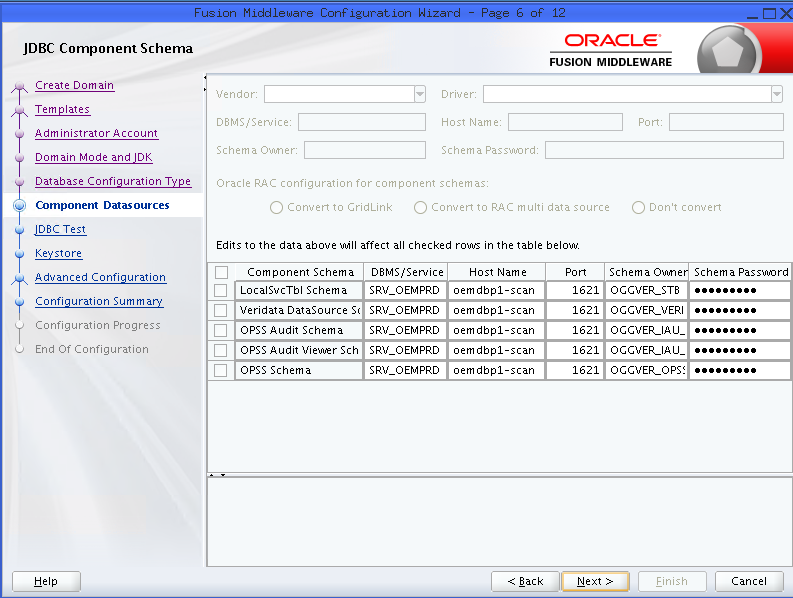 Fusion Middleware Configuration Wizard - Page 6 of 12
JDBC Component Schema
ORACLE®
FUSION MIDDLEWARE
Create Domain
Templates
Administrator Account
Domain Mode and JDK
Database Configuration Type
Component Datasources
JDBC Test
Keystore
Advanced Configuration
Configuration Summary
Configuration Progress
End Of Configuration
Vendor: Driver:
DBMS/Service: Host Name: Port:
Schema Owner: Schema Password:
Oracle RAC configuration for component schemas:
Convert to GridLink Convert to RAC multi data source Don't convert
Edits to the data above will affect all checked rows in the table below.
Component Schema DBMS/Service Host Name Port Schema Owner Schema Password
LocalSvcTbl Schema SRV_OEMPRD oemdbp1-scan 1621 OGGVER_STB ●●●●●●●●●
Veridata DataSource Sc SRV_OEMPRD oemdbp1-scan 1621 OGGVER_VERI ●●●●●●●●●
OPSS Audit Schema SRV_OEMPRD oemdbp1-scan 1621 OGGVER_IAU_ ●●●●●●●●●
OPSS Audit Viewer Sch SRV_OEMPRD oemdbp1-scan 1621 OGGVER_IAU_ ●●●●●●●●●
OPSS Schema SRV_OEMPRD oemdbp1-scan 1621 OGGVER_OPSS ●●●●●●●●●
Help < Back Next > Finish Cancel